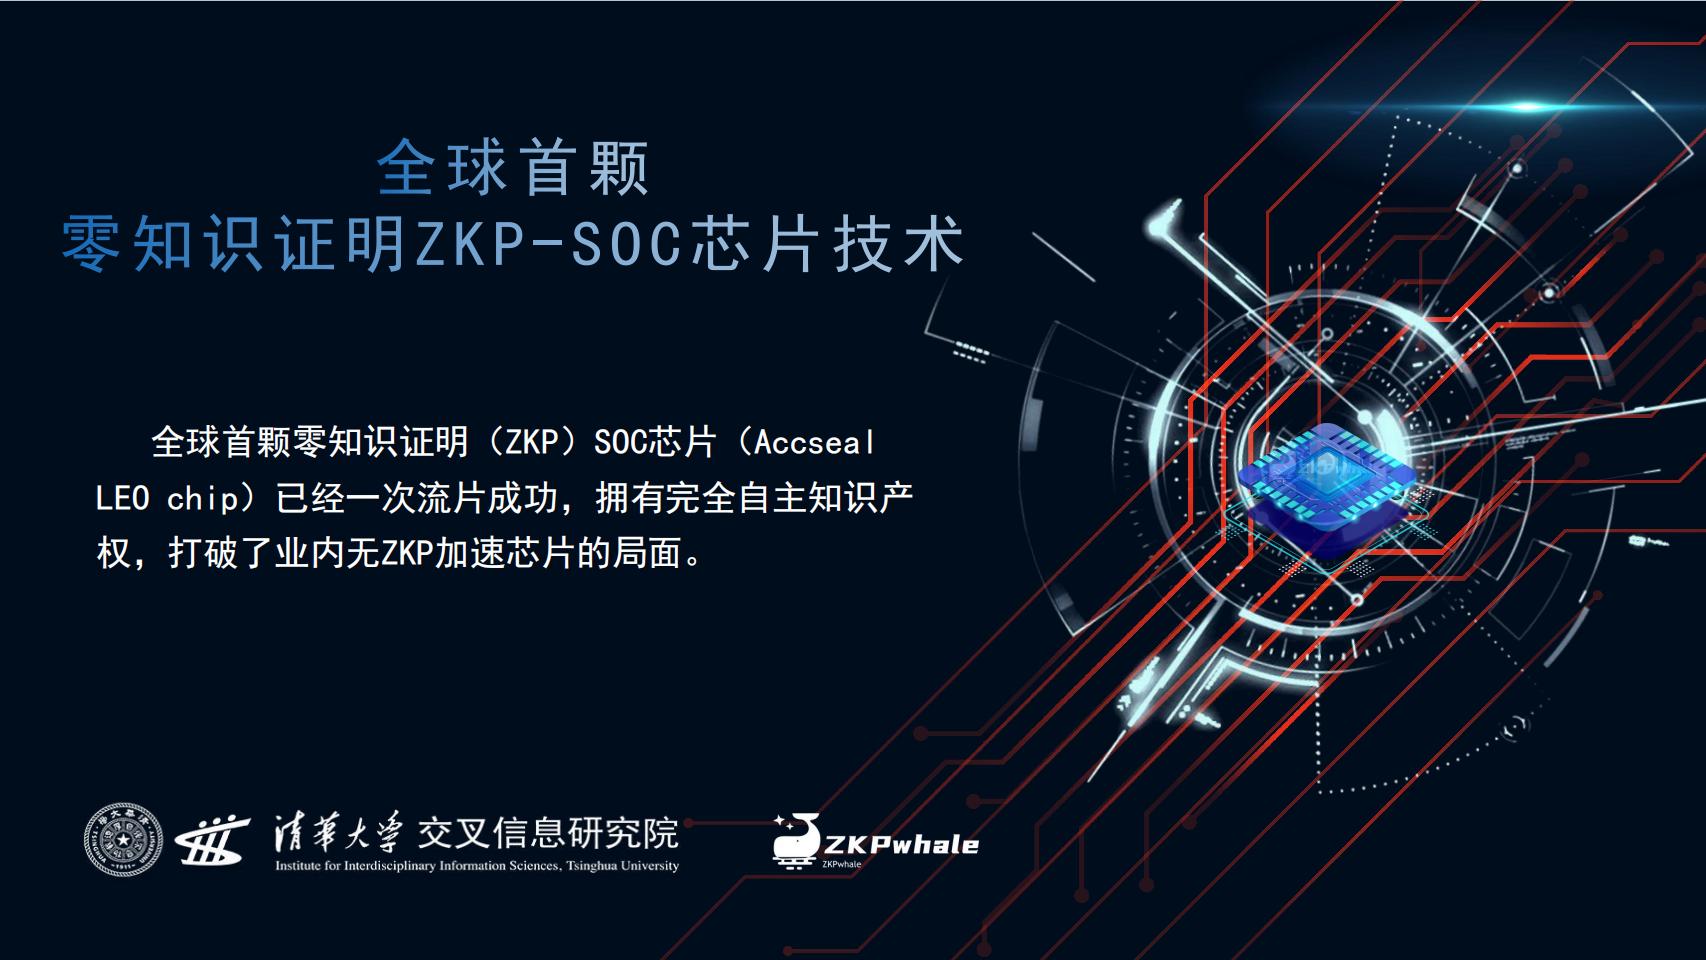 全球首颗
零知识证明ZKP-SOC芯片技术
全球首颗零知识证明（ZKP）SOC芯片（Accseal
LEO chip）已经一次流片成功，拥有完全自主知识产
权，打破了业内无ZKP加速芯片的局面。
清華大学 交叉信息研究院
Institute for Interdisciplinary Information Sciences, Tsinghua University
ZKPwhale
ZKPwhale